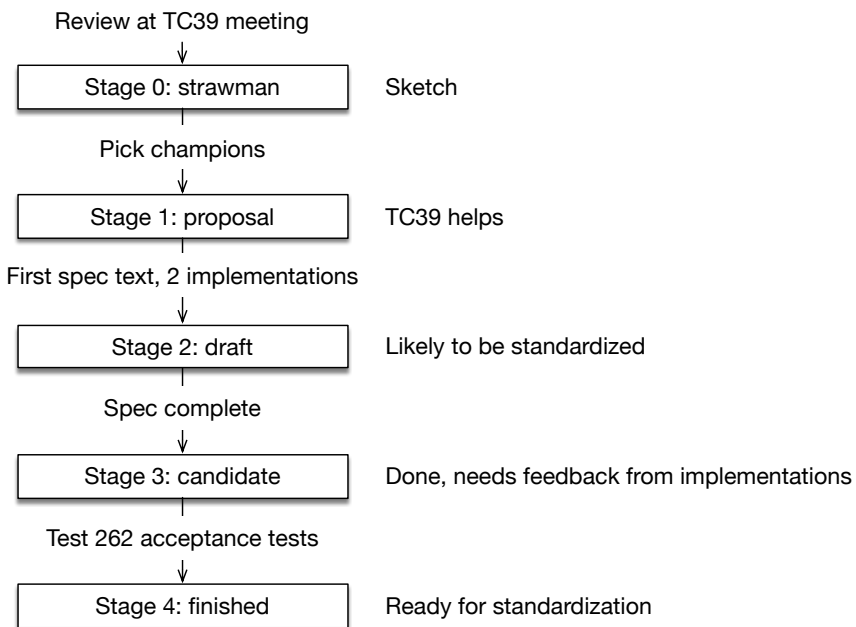 Review at TC39 meeting
Stage 0: strawman
Sketch
Pick champions
Stage 1: proposal
TC39 helps
First spec text, 2 implementations
Stage 2: draft
Likely to be standardized
Spec complete
Stage 3: candidate
Done, needs feedback from implementations
Test 262 acceptance tests
Stage 4: finished
Ready for standardization